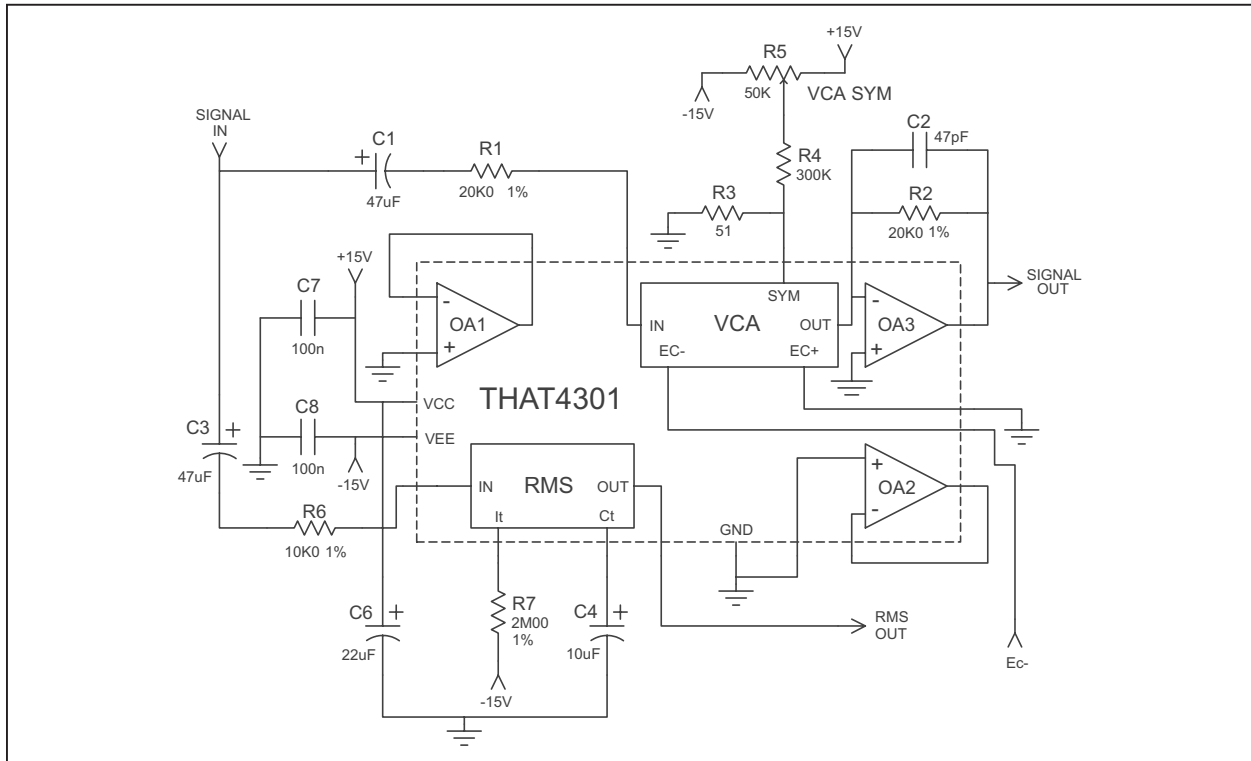 +15V
R5
50K
-15V
VCA SYM
SIGNAL
IN
C1
+
47uF
R1
20K0 1%
R4
300K
R3
51
C2
47pF
R2
20K0 1%
+15V
C7
100n
-
OA1
+
SYM
IN
VCA
OUT
EC-
EC+
-
OA3
+
SIGNAL
OUT
THAT4301
VCC
VEE
C8
100n
-15V
C3
+
47uF
R6
10K0 1%
IN
RMS
OUT
It
Ct
+
OA2
-
GND
C6
+
22uF
R7
2M00
1%
-15V
C4
+
10uF
RMS
OUT
Ec-